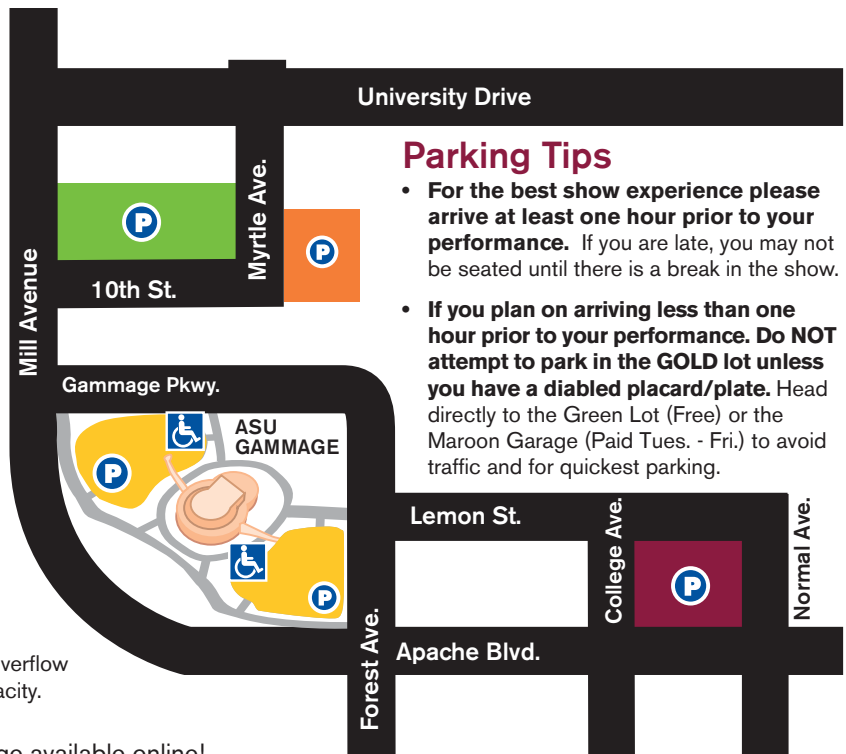 University Drive
Parking Tips
• For the best show experience please
arrive at least one hour prior to your
performance. If you are late, you may not
be seated until there is a break in the show.
• If you plan on arriving less than one
hour prior to your performance. Do NOT
attempt to park in the GOLD lot unless
you have a diabled placard/plate. Head
directly to the Green Lot (Free) or the
Maroon Garage (Paid Tues. - Fri.) to avoid
traffic and for quickest parking.
Mill Avenue
Myrtle Ave.
P
P
10th St.
Gammage Pkwy.
ASU
GAMMAGE
P
P
Lemon St.
College Ave.
P
Normal Ave.
Forest Ave.
Apache Blvd.
verflow
acity.
ge available online!